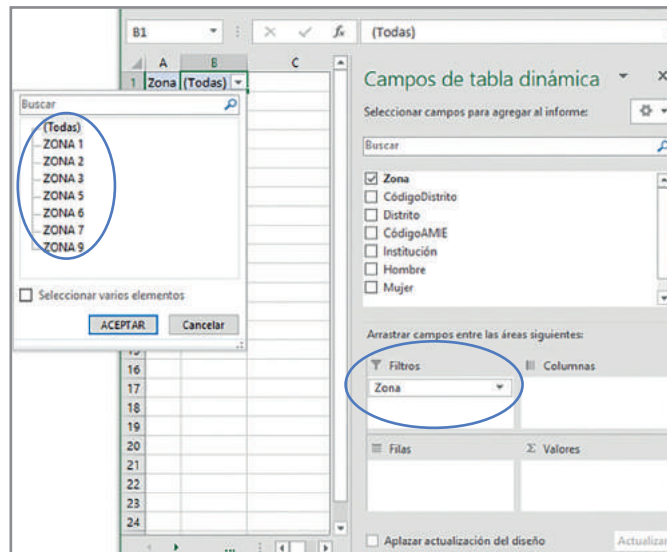 B1
fx
(Todas)
A
B
C
1
Zona
(Todas)
Buscar
(Todas)
ZONA 1
ZONA 2
ZONA 3
ZONA 5
ZONA 6
ZONA 7
ZONA 9
Seleccionar varios elementos
ACEPTAR
Cancelar
16
17
18
19
20
21
22
23
24
...
Campos de tabla dinámica
Seleccionar campos para agregar al informe:
Buscar
Zona
CódigoDistrito
Distrito
CódigoAMIE
Institución
Hombre
Mujer
Arrastrar campos entre las áreas siguientes:
Filtros
Columnas
Zona
Filas
Σ Valores
Aplazar actualización del diseño
Actualizar